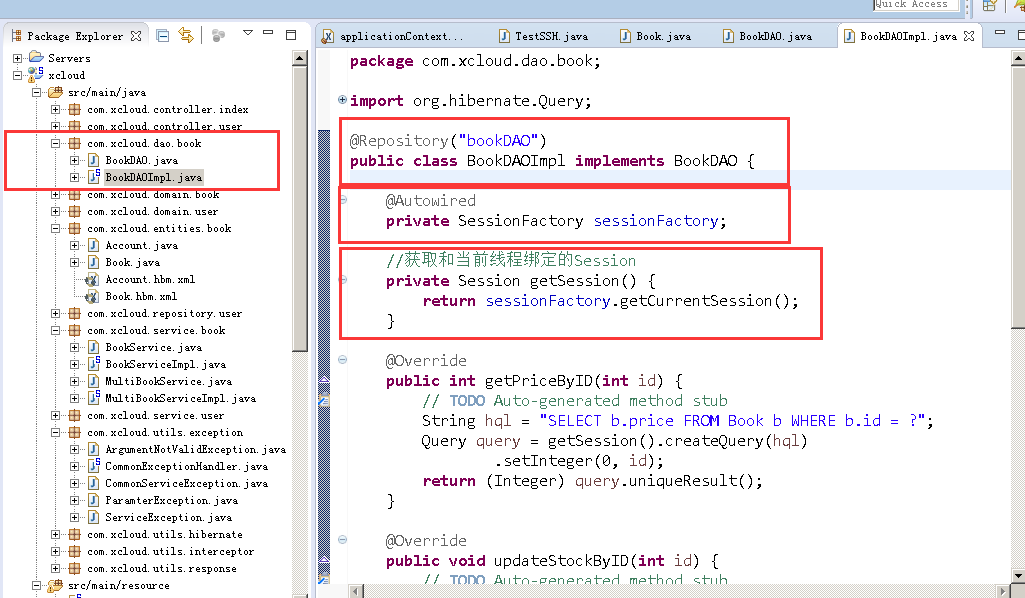 Quick Access
Package Explorer
Servers
xcloud
src/main/java
com.xcloud.controller.index
com.xcloud.controller.user
com.xcloud.dao.book
BookDAO.java
BookDAOImpl.java
com.xcloud.domain.book
com.xcloud.domain.user
com.xcloud.entities.book
Account.java
Book.java
Account.hbm.xml
Book.hbm.xml
com.xcloud.repository.user
com.xcloud.service.book
BookService.java
BookServiceImpl.java
MultiBookService.java
MultiBookServiceImpl.java
com.xcloud.service.user
com.xcloud.utils.exception
ArgumentNotValidException.java
CommonExceptionHandler.java
CommonServiceException.java
ParamterException.java
ServiceException.java
com.xcloud.utils.hibernate
com.xcloud.utils.interceptor
com.xcloud.utils.response
src/main/resource
applicationContext...
TestSSH.java
Book.java
BookDAO.java
BookDAOImpl.java
package com.xcloud.dao.book;
import org.hibernate.Query;
@Repository("bookDAO")
public class BookDAOImpl implements BookDAO {
@Autowired
private SessionFactory sessionFactory;
//获取和当前线程绑定的Session
private Session getSession() {
return sessionFactory.getCurrentSession();
}
@Override
public int getPriceByID(int id) {
// TODO Auto-generated method stub
String hql = "SELECT b.price FROM Book b WHERE b.id = ?";
Query query = getSession().createQuery(hql)
.setInteger(0, id);
return (Integer) query.uniqueResult();
}
@Override
public void updateStockByID(int id) {
// TODO Auto-generated method stub